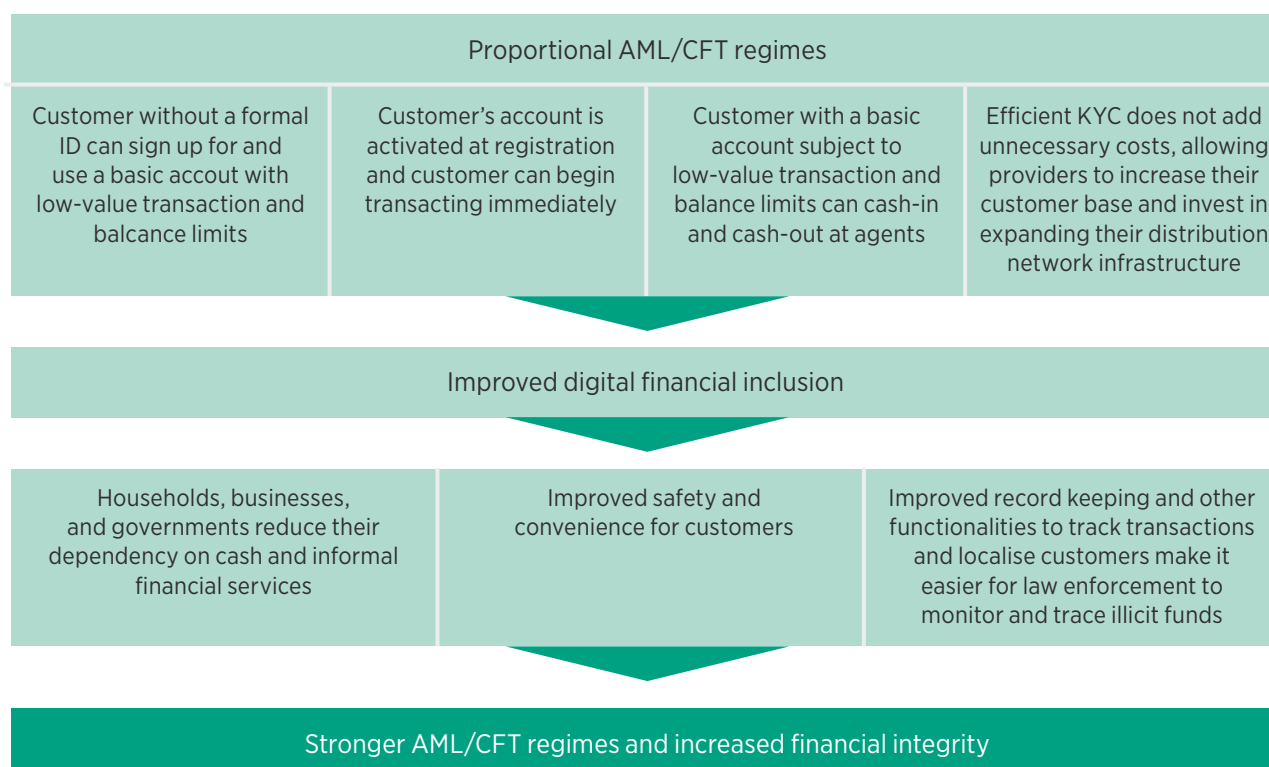 Proportional AML/CFT regimes
Customer without a formal
ID can sign up for and
use a basic accout with
low-value transaction and
balcance limits
Customer's account is
activated at registration
and customer can begin
transacting immediately
Customer with a basic
account subject to
low-value transaction and
balance limits can cash-in
and cash-out at agents
Efficient KYC does not add
unnecessary costs, allowing
providers to increase their
customer base and invest in
expanding their distribution
network infrastructure
Improved digital financial inclusion
Households, businesses,
and governments reduce their
dependency on cash and informal
financial services
Improved safety and
convenience for customers
Improved record keeping and other
functionalities to track transactions
and localise customers make it
easier for law enforcement to
monitor and trace illicit funds
Stronger AML/CFT regimes and increased financial integrity